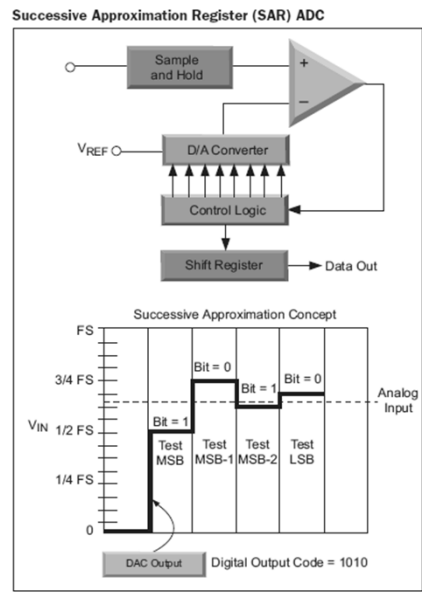 Successive Approximation Register (SAR) ADC
Sample
and Hold
+
−
VREF
D/A Converter
Control Logic
Shift Register
Data Out
Successive Approximation Concept
FS
3/4 FS
1/2 FS
1/4 FS
0
VIN
Bit = 1
Bit = 0
Bit = 1
Bit = 0
Analog
Input
Test
MSB
Test
MSB-1
Test
MSB-2
Test
LSB
DAC Output
Digital Output Code = 1010